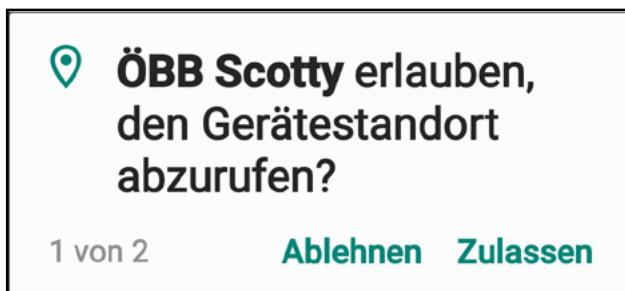 ÖBB Scotty erlauben,
den Gerätestandort
abzurufen?
1 von 2 Ablehnen Zulassen